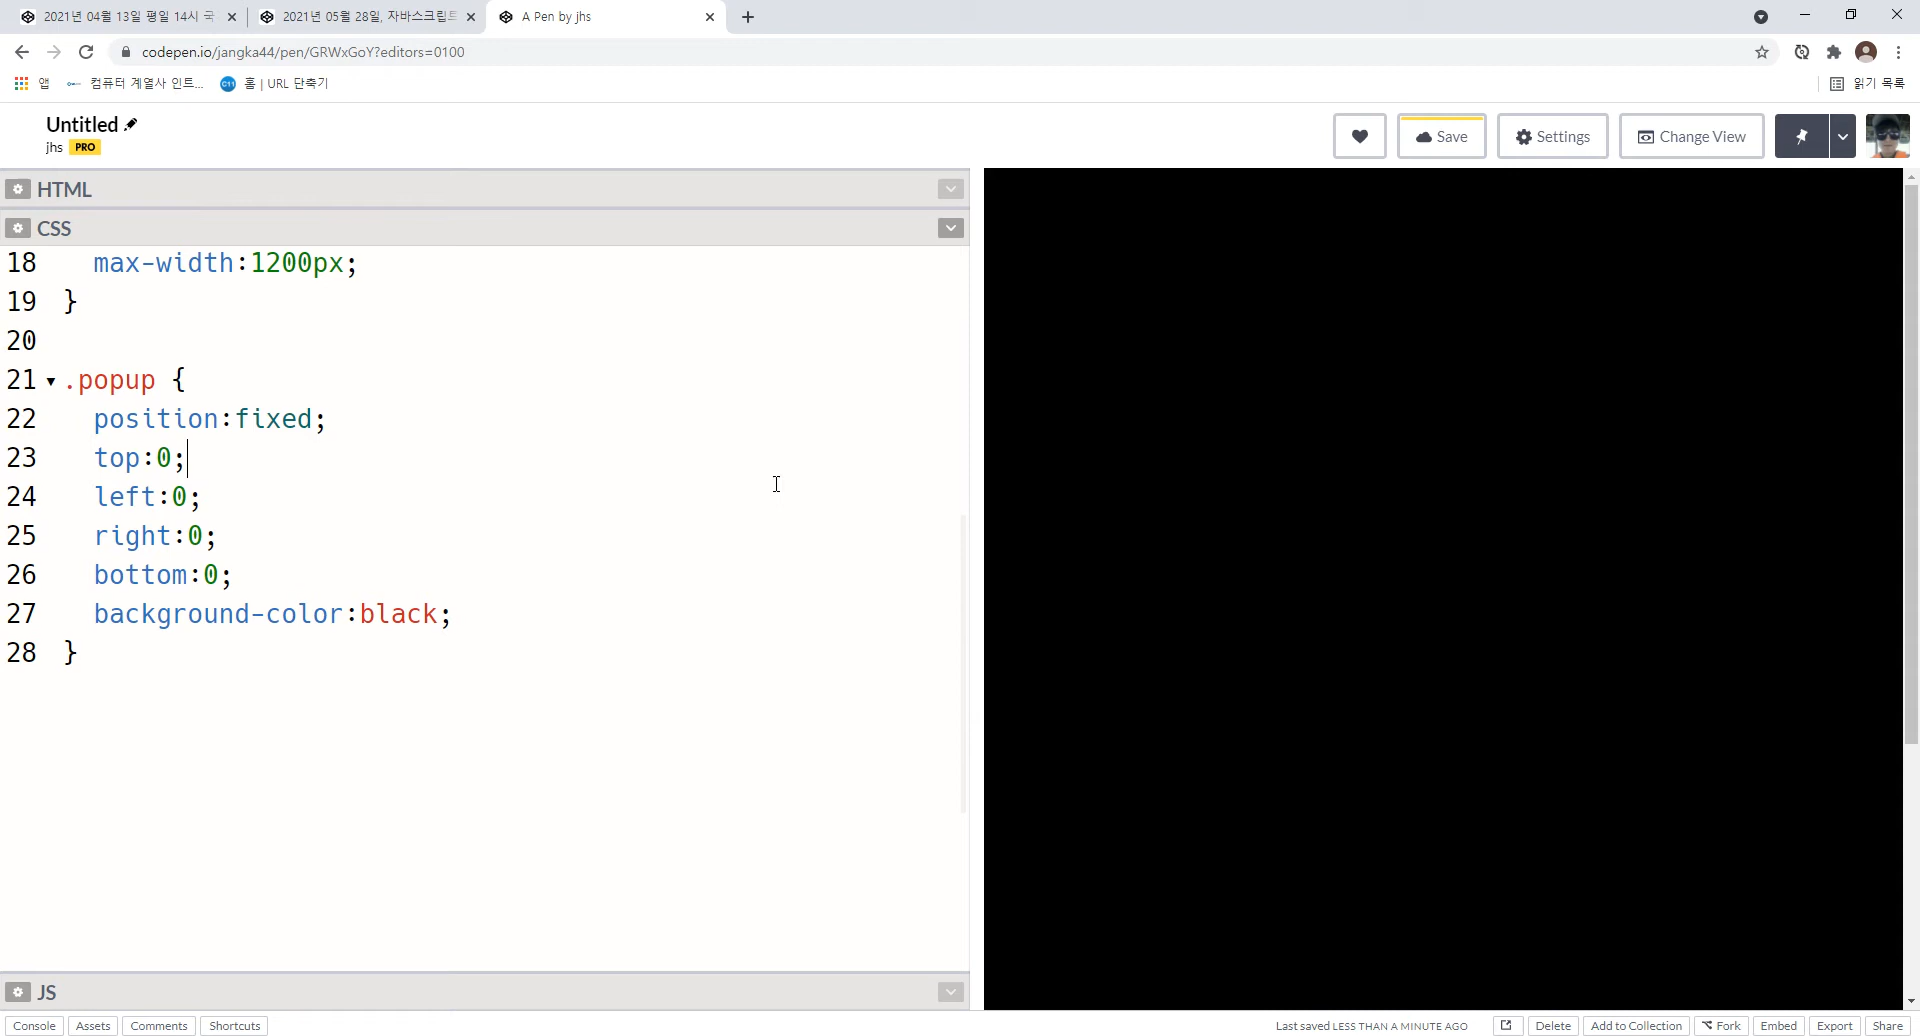 2021년 04월 13일 평일 14시 국
2021년 05월 28일, 자바스크립트
A Pen by jhs
codepen.io/jangka44/pen/GRWxGoY?editors=0100
앱
컴퓨터 계열사 인트...
홈 | URL 단축기
읽기 목록
Untitled
jhs PRO
Save
Settings
Change View
HTML
CSS
18 max-width:1200px;
19 }
20
21 .popup {
22 position:fixed;
23 top:0;
24 left:0;
25 right:0;
26 bottom:0;
27 background-color:black;
28 }
JS
Console Assets Comments Shortcuts
Last saved LESS THAN A MINUTE AGO
Delete Add to Collection Fork Embed Export Share